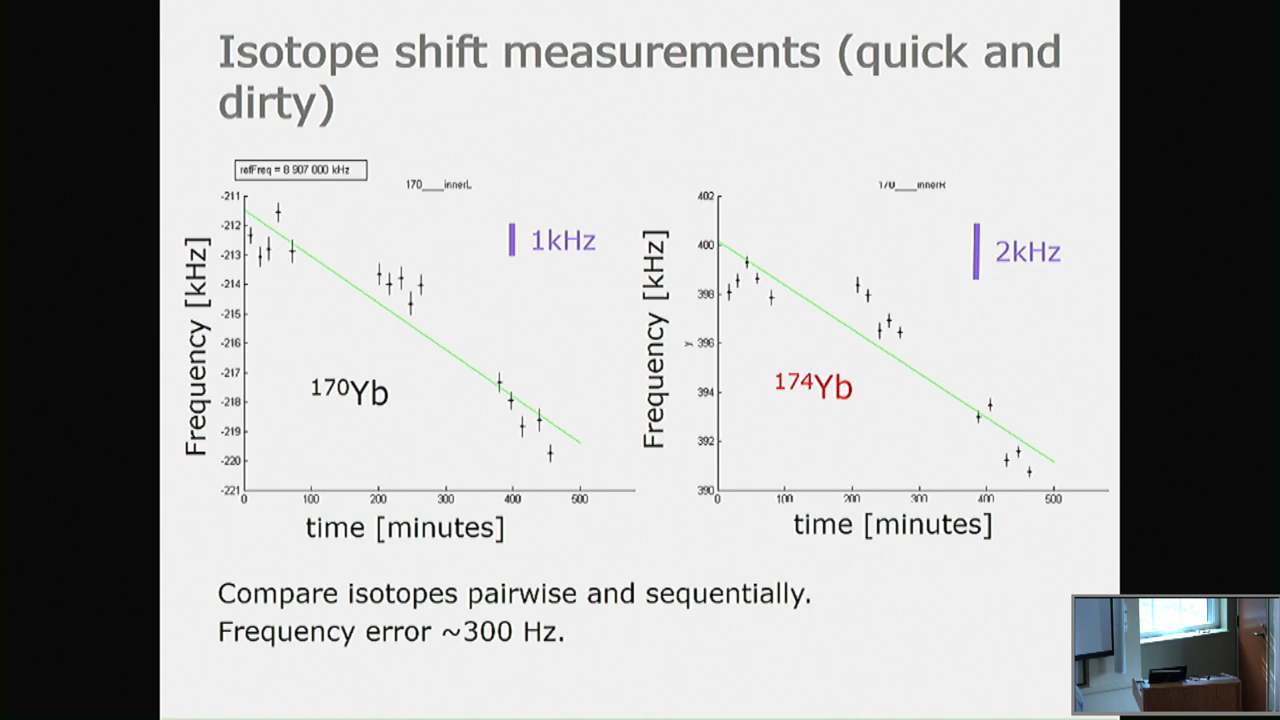 Isotope shift measurements (quick and
dirty)
refFreq = 8 907 000 kHz
170___innerL
-211
-212
-213
-214
-215
-216
-217
-218
-219
-220
-221
0 100 200 300 400 500
Frequency [kHz]
time [minutes]
1kHz
¹⁷⁰Yb
170___innerR
402
400
398
396
394
392
390
0 100 200 300 400 500
y
Frequency [kHz]
time [minutes]
2kHz
¹⁷⁴Yb
Compare isotopes pairwise and sequentially.
Frequency error ~300 Hz.